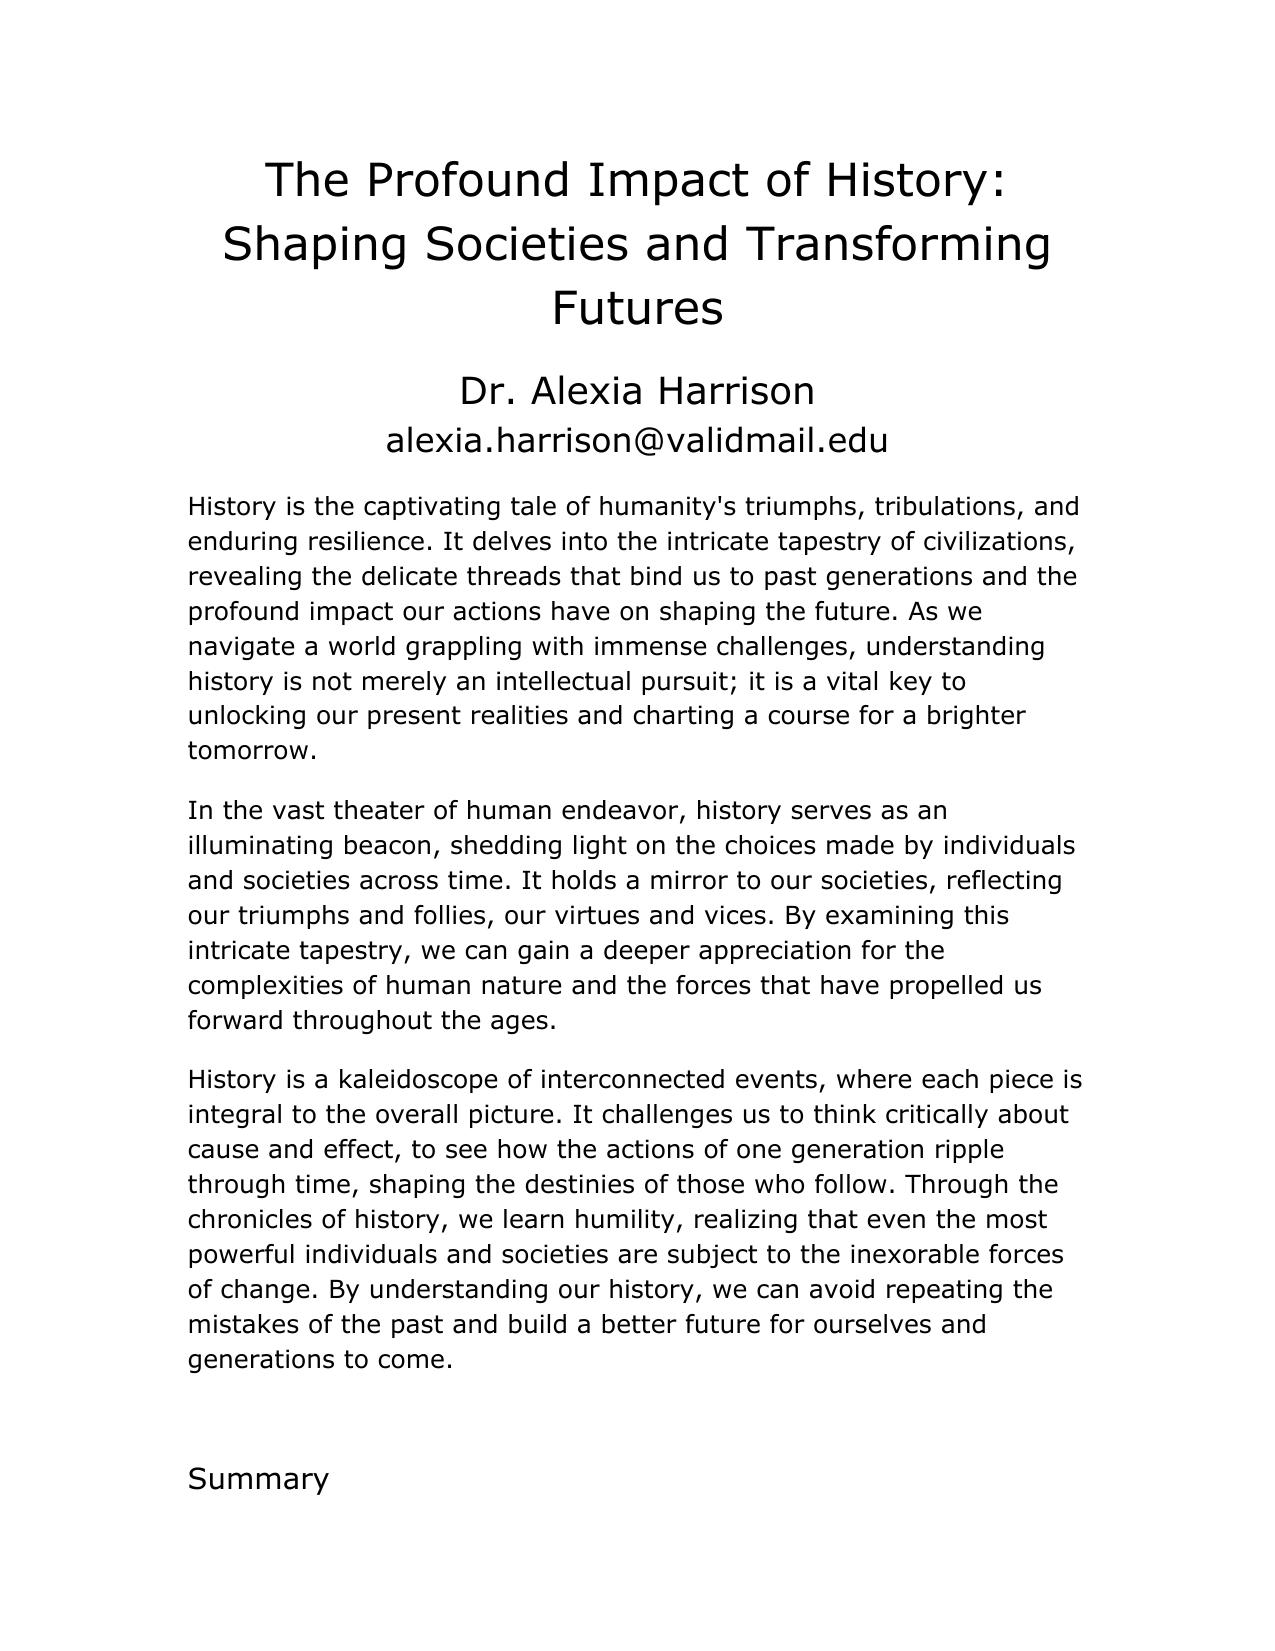 The Profound Impact of History:
Shaping Societies and Transforming
Futures
Dr. Alexia Harrison
alexia.harrison@validmail.edu
History is the captivating tale of humanity's triumphs, tribulations, and
enduring resilience. It delves into the intricate tapestry of civilizations,
revealing the delicate threads that bind us to past generations and the
profound impact our actions have on shaping the future. As we
navigate a world grappling with immense challenges, understanding
history is not merely an intellectual pursuit; it is a vital key to
unlocking our present realities and charting a course for a brighter
tomorrow.
In the vast theater of human endeavor, history serves as an
illuminating beacon, shedding light on the choices made by individuals
and societies across time. It holds a mirror to our societies, reflecting
our triumphs and follies, our virtues and vices. By examining this
intricate tapestry, we can gain a deeper appreciation for the
complexities of human nature and the forces that have propelled us
forward throughout the ages.
History is a kaleidoscope of interconnected events, where each piece is
integral to the overall picture. It challenges us to think critically about
cause and effect, to see how the actions of one generation ripple
through time, shaping the destinies of those who follow. Through the
chronicles of history, we learn humility, realizing that even the most
powerful individuals and societies are subject to the inexorable forces
of change. By understanding our history, we can avoid repeating the
mistakes of the past and build a better future for ourselves and
generations to come.
Summary